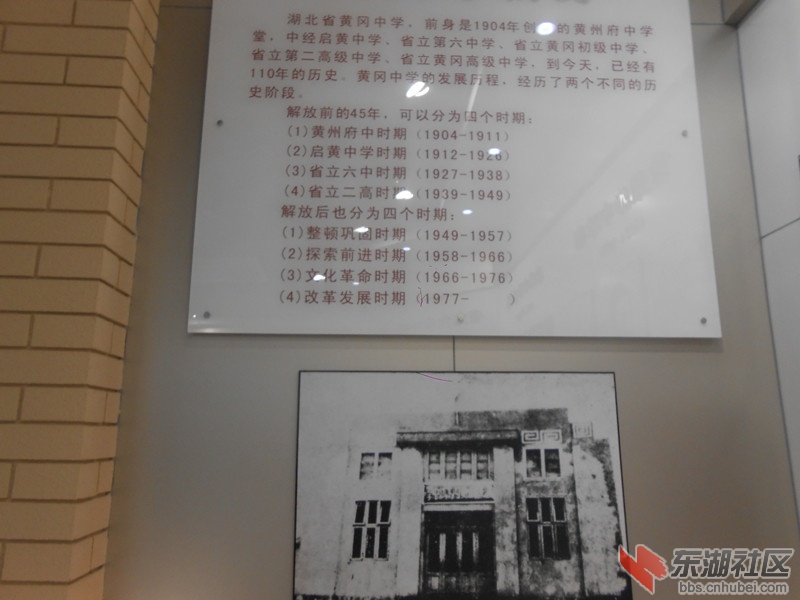 湖北省黄冈中学，前身是1904年创的黄州府中学
堂，中经启黄中学、省立第六中学、省立黄冈初级中学、
省立第二高级中学、省立黄冈高级中学，到今天，已经有
110年的历史。黄冈中学的发展历程，经历了两个不同的历
史阶段。
解放前的45年，可以分为四个时期：
(1)黄州府中时期（1904-1911）
(2)启黄中学时期（1912-1926）
(3)省立六中时期（1927-1938）
(4)省立二高时期（1939-1949）
解放后也分为四个时期：
(1)整顿巩固时期（1949-1957）
(2)探索前进时期（1958-1966）
(3)文化革命时期（1966-1976）
(4)改革发展时期（1977-　　）
东湖社区
bbs.cnhubei.com